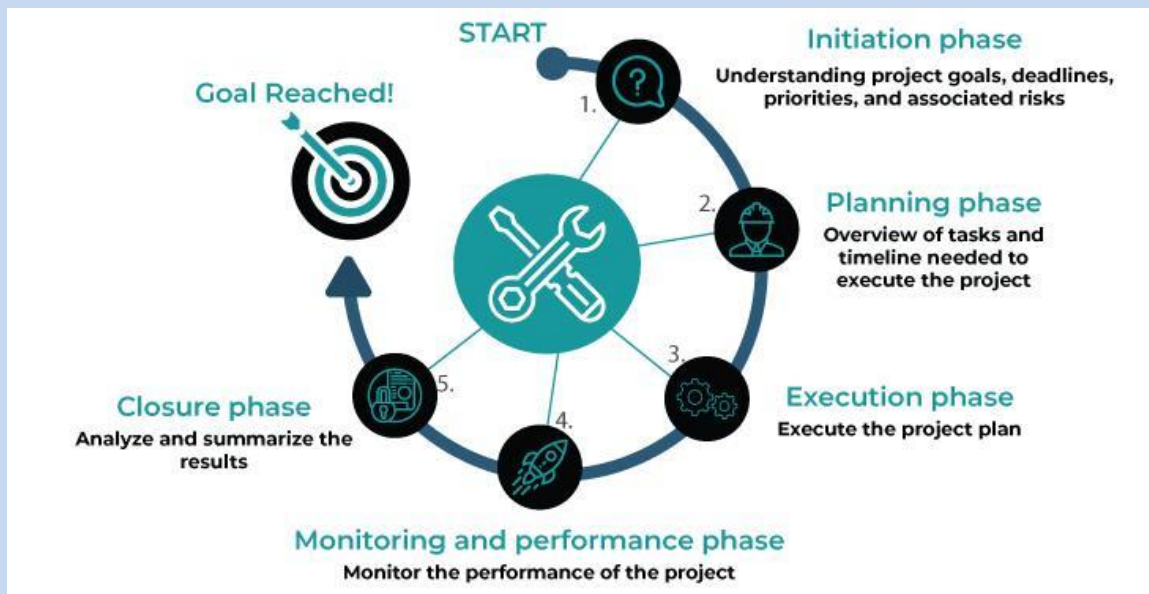 START
1.
Initiation phase
Understanding project goals, deadlines,
priorities, and associated risks
2.
Planning phase
Overview of tasks and
timeline needed to
execute the project
3.
Execution phase
Execute the project plan
4.
Monitoring and performance phase
Monitor the performance of the project
5.
Closure phase
Analyze and summarize the
results
Goal Reached!